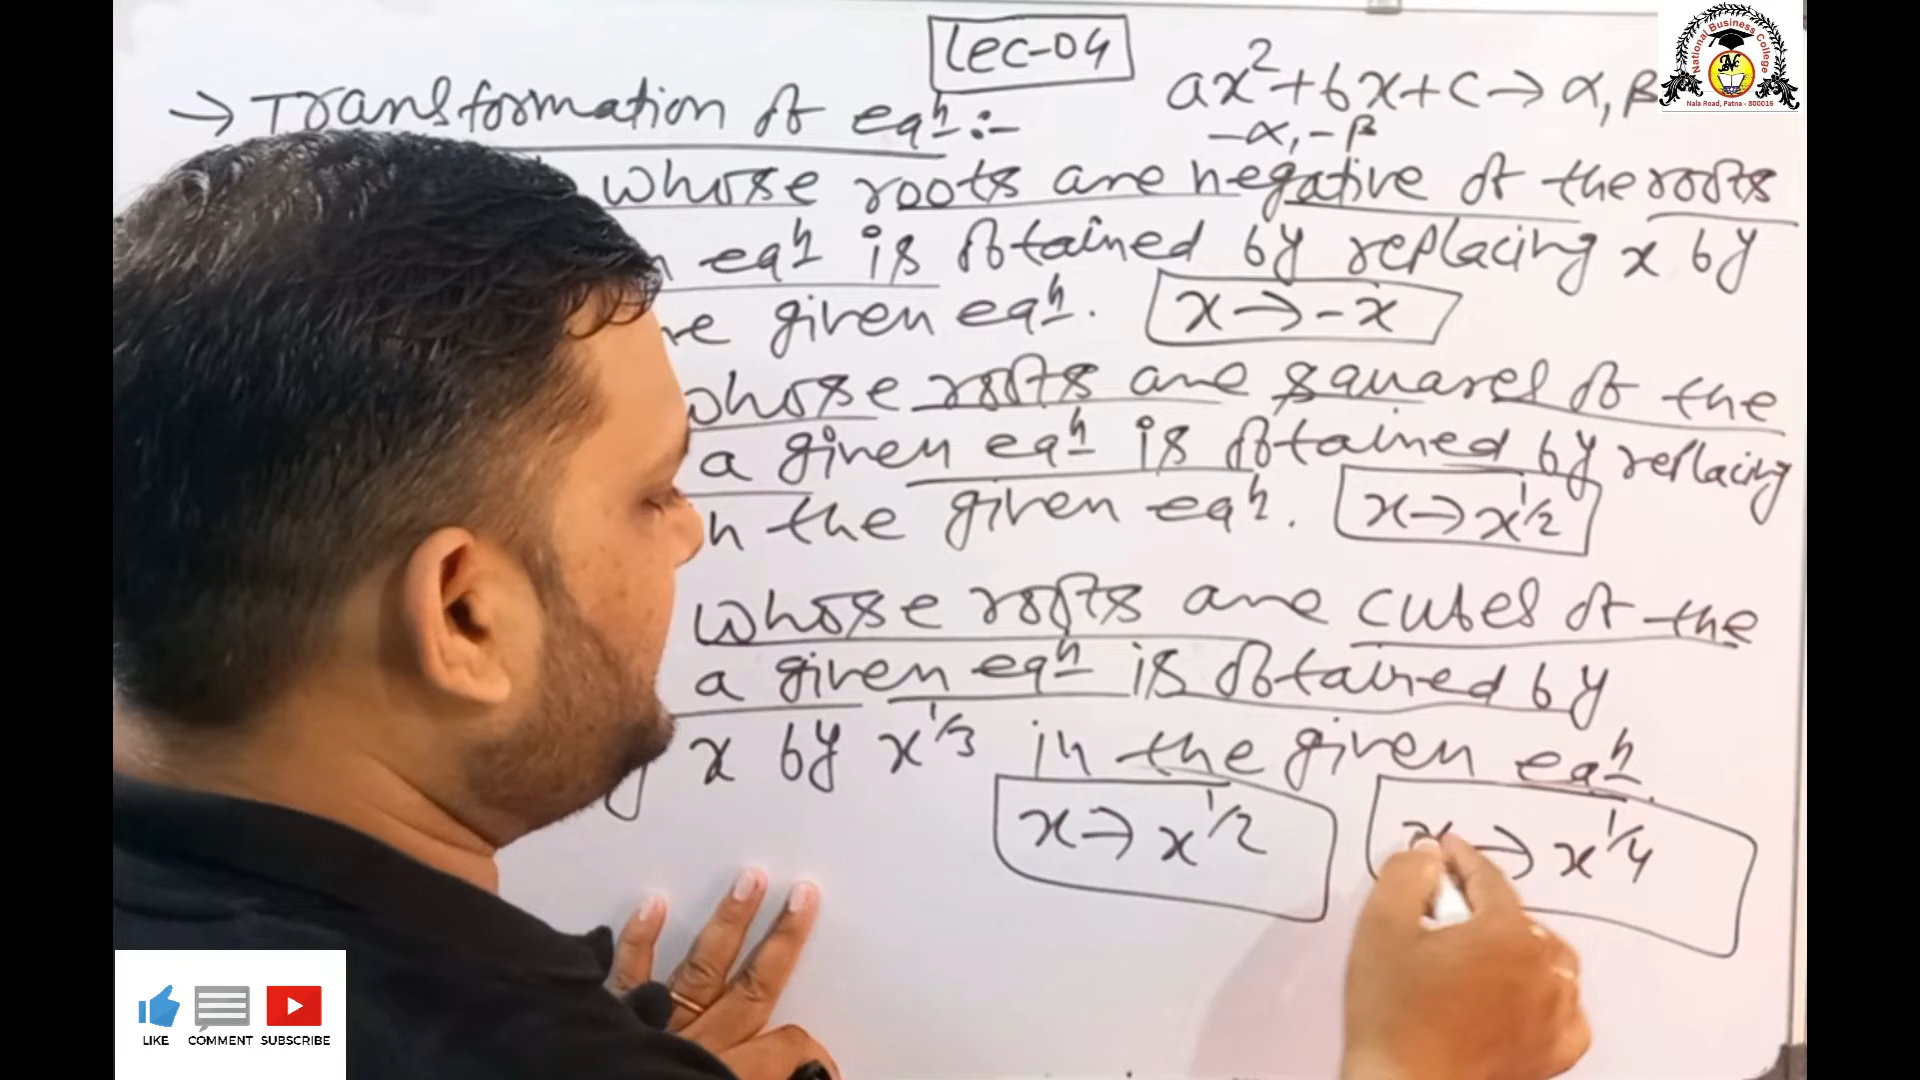 Lec-04
→ Transformation of eqn :-
ax²+bx+c → α, β
-α, -β
whose roots are negative of the roots
eqn is obtained by replacing x by
given eqn. x → -x
whose roots are squares of the
a given eqn is obtained by replacing
in the given eqn. x → x^1/2
whose roots are cubes of the
a given eqn is obtained by
x by x^1/3 in the given eqn.
x → x^1/2
x → x^1/4
National Business College
Nala Road, Patna - 800016
LIKE COMMENT SUBSCRIBE